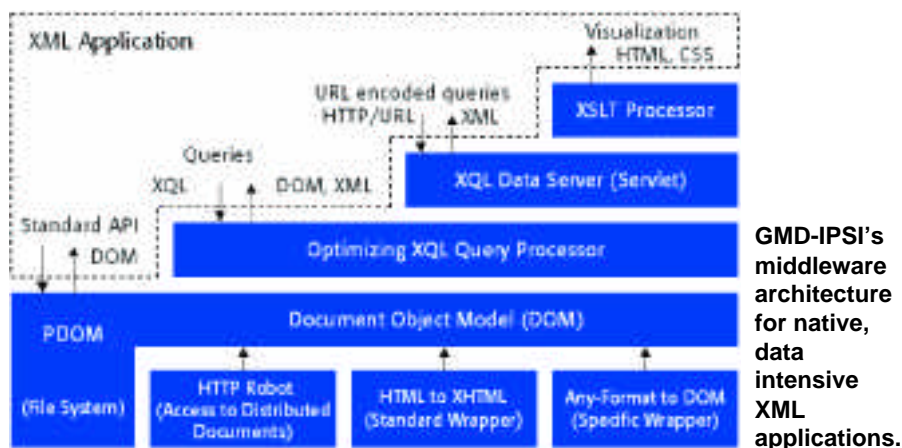 XML Application
Visualization
HTML, CSS
URL encoded queries
HTTP/URL
XML
XSLT Processor
Queries
XQL
DOM, XML
XQL Data Server (Servlet)
Standard API
DOM
Optimizing XQL Query Processor
PDOM
Document Object Model (DOM)
(File System)
HTTP Robot
(Access to Distributed
Documents)
HTML to XHTML
(Standard Wrapper)
Any-Format to DOM
(Specific Wrapper)
GMD-IPSI's
middleware
architecture
for native,
data
intensive
XML
applications.